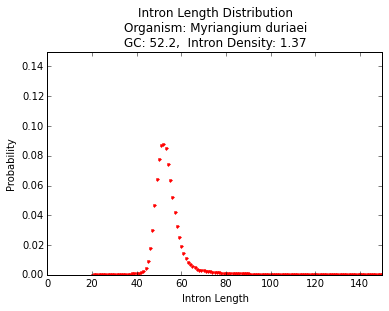 Intron Length Distribution
Organism: Myriangium duriaei
GC: 52.2,  Intron Density: 1.37
0.14
0.12
0.10
0.08
0.06
0.04
0.02
0.00
Probability
0 20 40 60 80 100 120 140
Intron Length